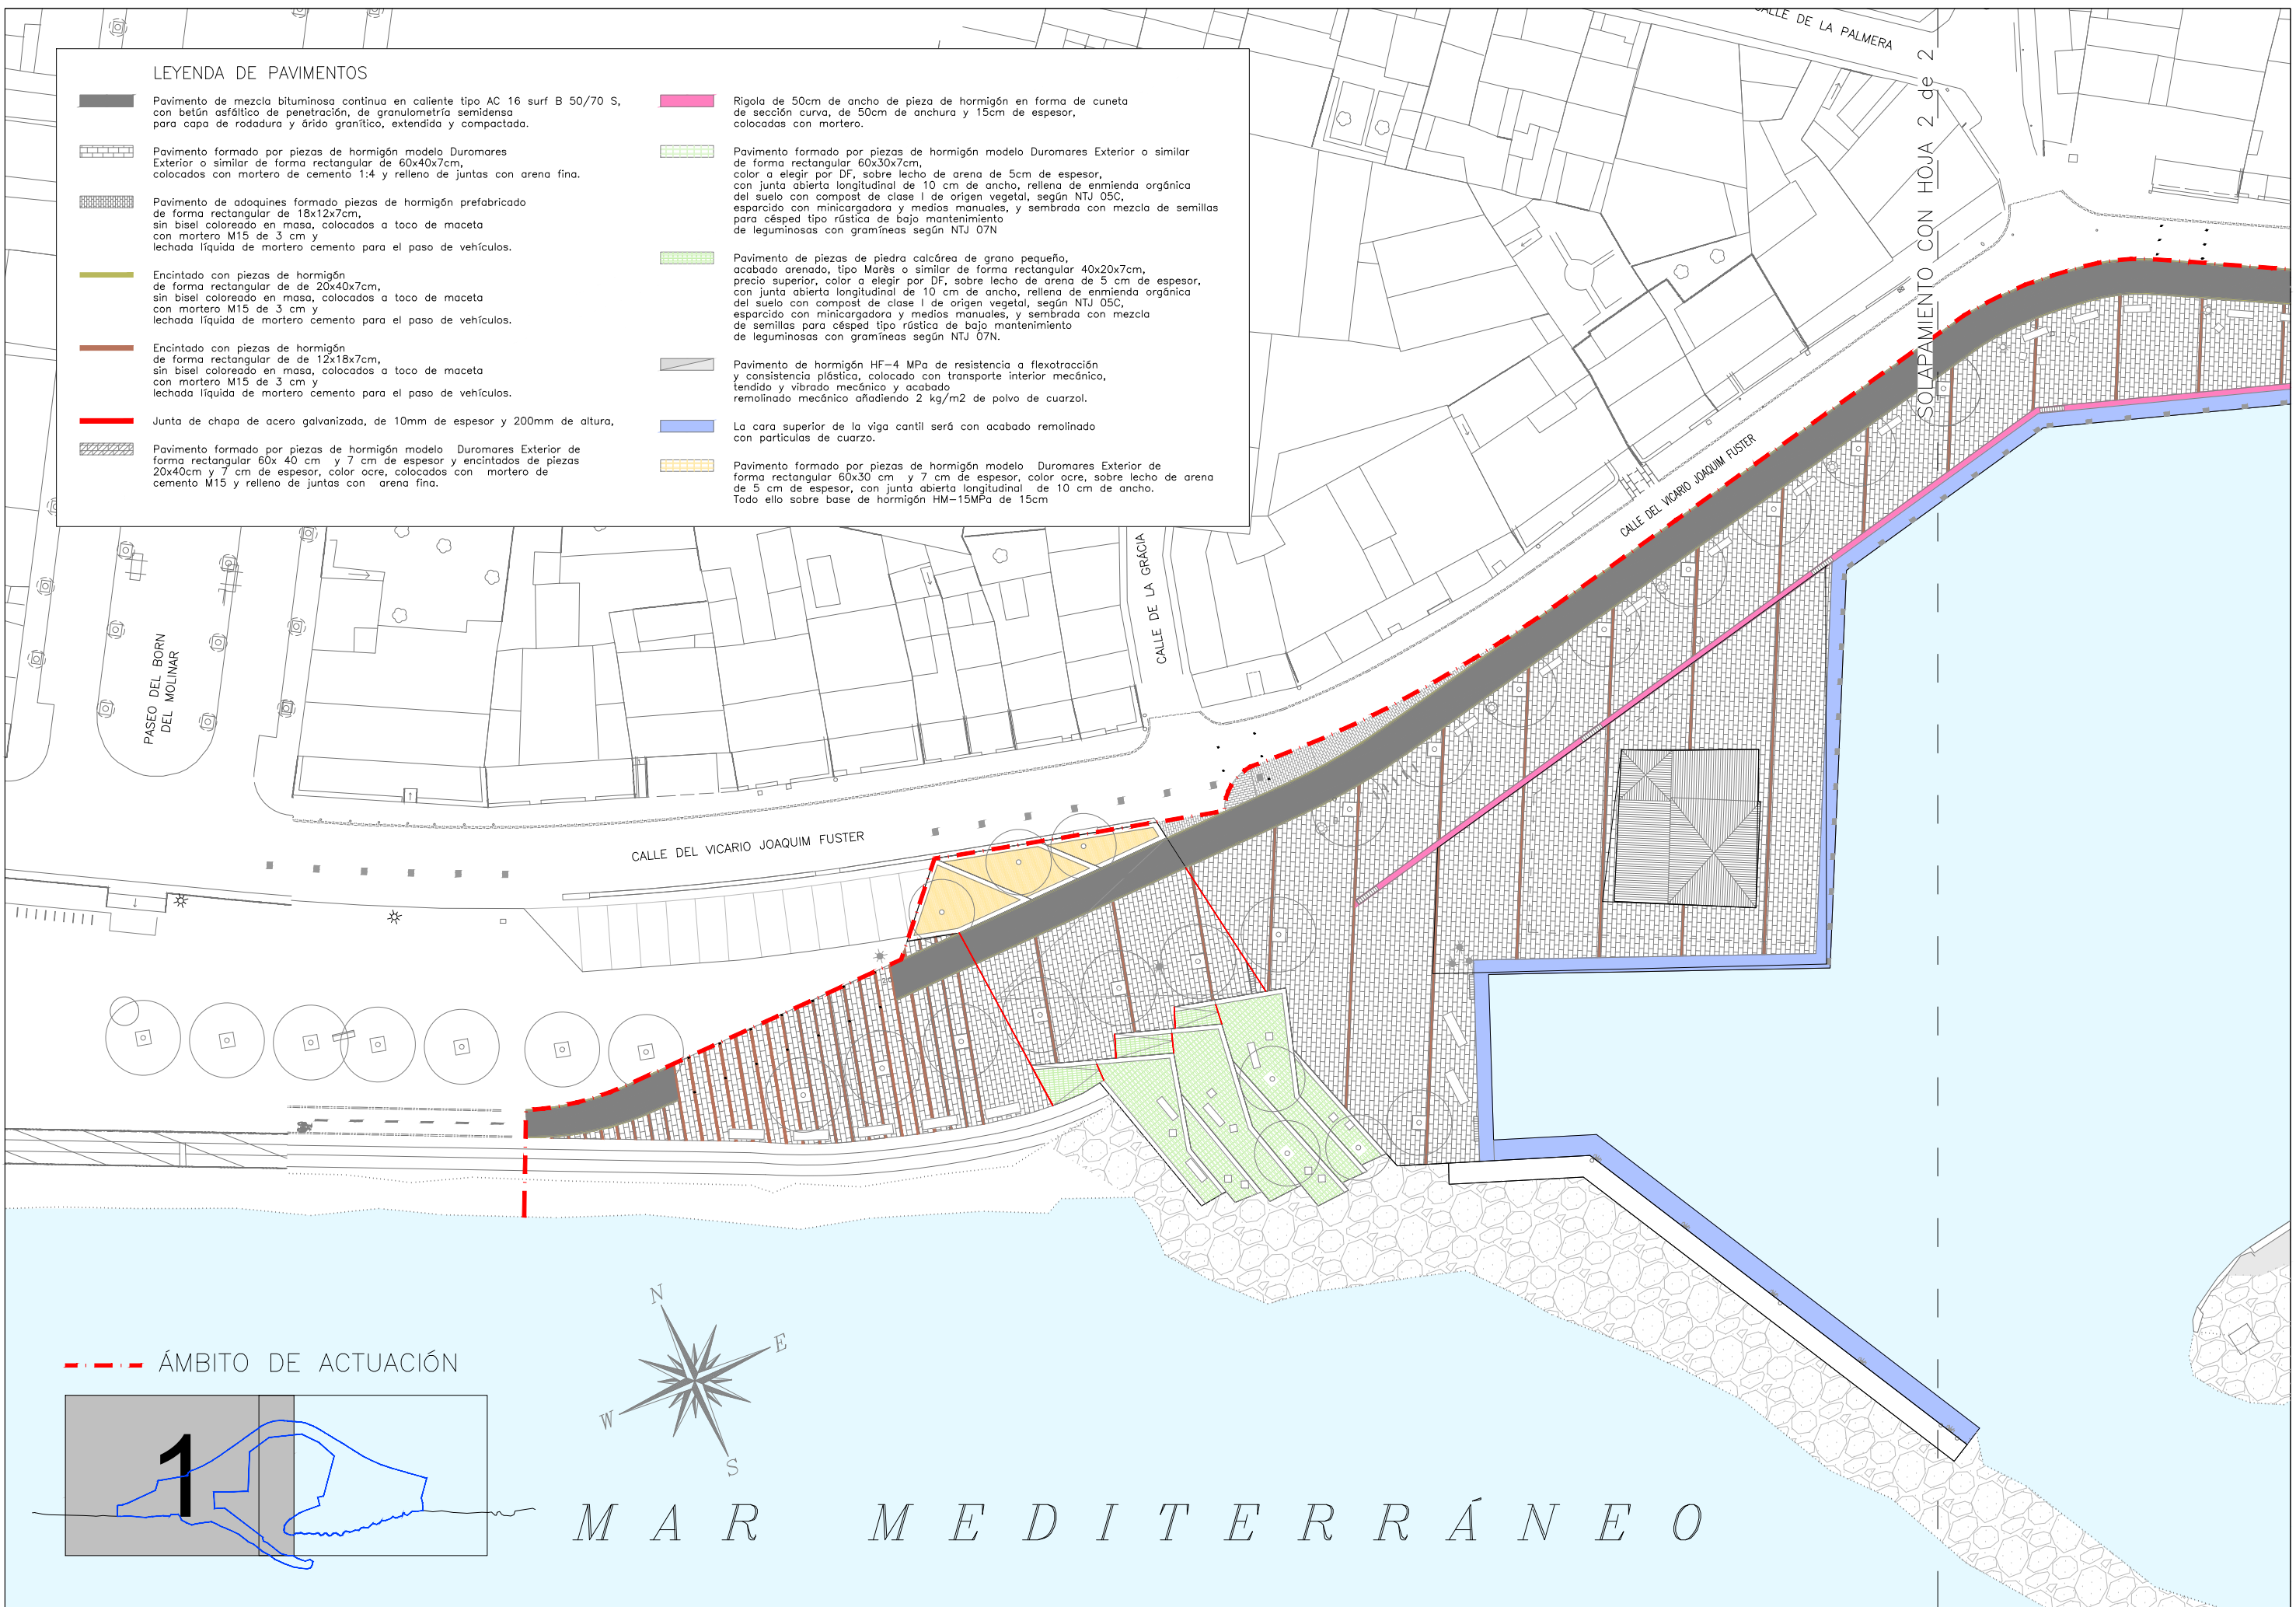 CALLE DE LA PALMERA
SOLAPAMIENTO CON HOJA 2 de 2
LEYENDA DE PAVIMENTOS
Pavimento de mezcla bituminosa continua en caliente tipo AC 16 surf B 50/70 S,
con betún asfáltico de penetración, de granulometría semidensa
para capa de rodadura y árido granítico, extendida y compactada.
Pavimento formado por piezas de hormigón modelo Duromares
Exterior o similar de forma rectangular de 60x40x7cm,
colocados con mortero de cemento 1:4 y relleno de juntas con arena fina.
Pavimento de adoquines formado piezas de hormigón prefabricado
de forma rectangular de 18x12x7cm,
sin bisel coloreado en masa, colocados a toco de maceta
con mortero M15 de 3 cm y
lechada líquida de mortero cemento para el paso de vehículos.
Encintado con piezas de hormigón
de forma rectangular de de 20x40x7cm,
sin bisel coloreado en masa, colocados a toco de maceta
con mortero M15 de 3 cm y
lechada líquida de mortero cemento para el paso de vehículos.
Encintado con piezas de hormigón
de forma rectangular de de 12x18x7cm,
sin bisel coloreado en masa, colocados a toco de maceta
con mortero M15 de 3 cm y
lechada líquida de mortero cemento para el paso de vehículos.
Junta de chapa de acero galvanizada, de 10mm de espesor y 200mm de altura,
Pavimento formado por piezas de hormigón modelo Duromares Exterior de
forma rectangular 60x 40 cm y 7 cm de espesor y encintados de piezas
20x40cm y 7 cm de espesor, color ocre, colocados con mortero de
cemento M15 y relleno de juntas con arena fina.
Rigola de 50cm de ancho de pieza de hormigón en forma de cuneta
de sección curva, de 50cm de anchura y 15cm de espesor,
colocadas con mortero.
Pavimento formado por piezas de hormigón modelo Duromares Exterior o similar
de forma rectangular 60x30x7cm,
color a elegir por DF, sobre lecho de arena de 5cm de espesor,
con junta abierta longitudinal de 10 cm de ancho, rellena de enmienda orgánica
del suelo con compost de clase I de origen vegetal, según NTJ 05C,
esparcido con minicargadora y medios manuales, y sembrada con mezcla de semillas
para césped tipo rústica de bajo mantenimiento
de leguminosas con gramíneas según NTJ 07N
Pavimento de piezas de piedra calcárea de grano pequeño,
acabado arenado, tipo Marès o similar de forma rectangular 40x20x7cm,
precio superior, color a elegir por DF, sobre lecho de arena de 5 cm de espesor,
con junta abierta longitudinal de 10 cm de ancho, rellena de enmienda orgánica
del suelo con compost de clase I de origen vegetal, según NTJ 05C,
esparcido con minicargadora y medios manuales, y sembrada con mezcla
de semillas para césped tipo rústica de bajo mantenimiento
de leguminosas con gramíneas según NTJ 07N.
Pavimento de hormigón HF-4 MPa de resistencia a flexotracción
y consistencia plástica, colocado con transporte interior mecánico,
tendido y vibrado mecánico y acabado
remolinado mecánico añadiendo 2 kg/m2 de polvo de cuarzol.
La cara superior de la viga cantil será con acabado remolinado
con particulas de cuarzo.
Pavimento formado por piezas de hormigón modelo Duromares Exterior de
forma rectangular 60x30 cm y 7 cm de espesor, color ocre, sobre lecho de arena
de 5 cm de espesor, con junta abierta longitudinal de 10 cm de ancho.
Todo ello sobre base de hormigón HM-15MPa de 15cm
CALLE DEL VICARIO JOAQUIM FUSTER
CALLE DE LA GRÀCIA
PASEO DEL BORN
DEL MOLINAR
CALLE DEL VICARIO JOAQUIM FUSTER
N
E
W
S
ÁMBITO DE ACTUACIÓN
1
MAR MEDITERRÁNEO